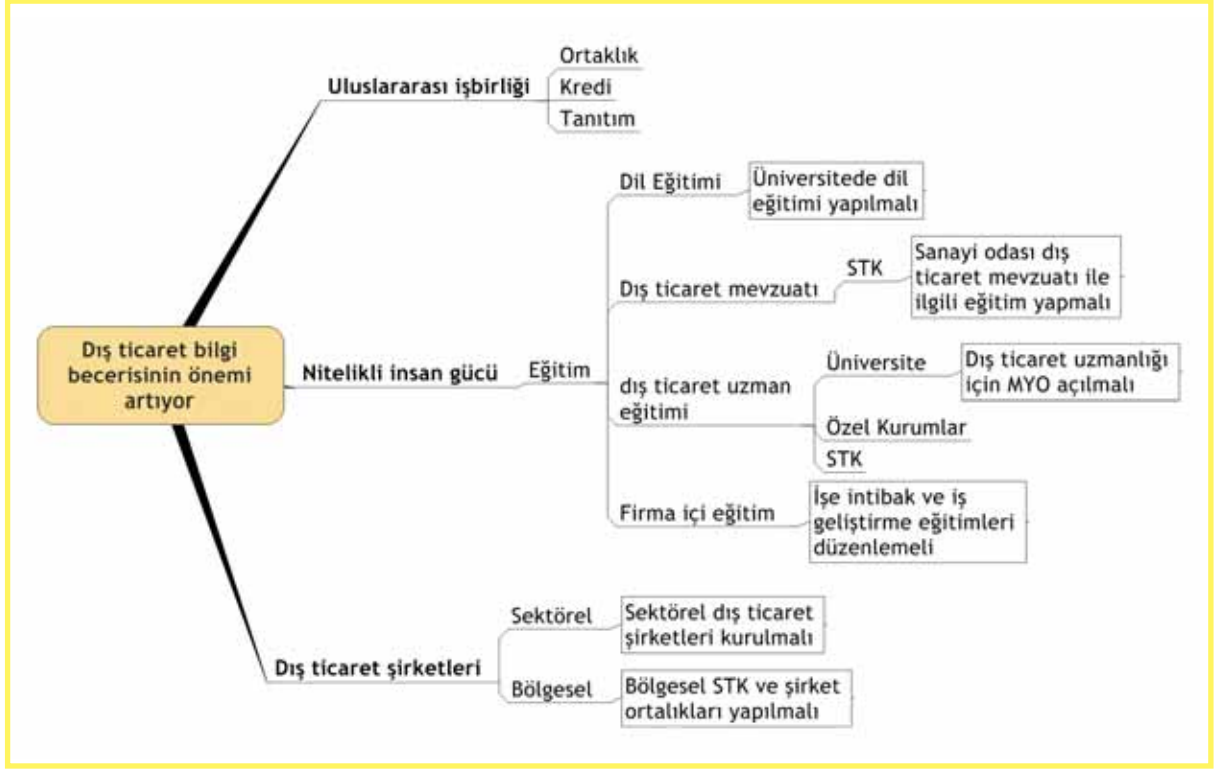 Dış ticaret bilgi
becerisinin önemi
artıyor
Uluslararası işbirliği
Ortaklık
Kredi
Tanıtım
Nitelikli insan gücü
Eğitim
Dil Eğitimi
Üniversitede dil
eğitimi yapılmalı
Dış ticaret mevzuatı
STK
Sanayi odası dış
ticaret mevzuatı ile
ilgili eğitim yapmalı
dış ticaret uzman
eğitimi
Üniversite
Dış ticaret uzmanlığı
için MYO açılmalı
Özel Kurumlar
STK
Firma içi eğitim
İşe intibak ve iş
geliştirme eğitimleri
düzenlemeli
Dış ticaret şirketleri
Sektörel
Sektörel dış ticaret
şirketleri kurulmalı
Bölgesel
Bölgesel STK ve şirket
ortalıkları yapılmalı